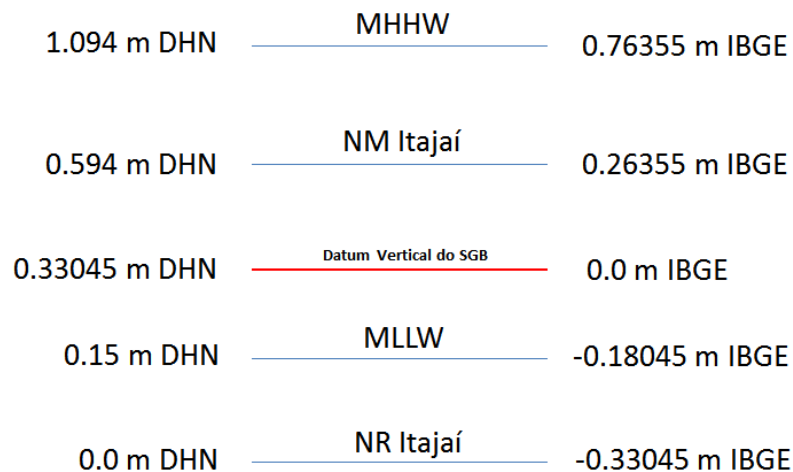 MHHW
1.094 m DHN 0.76355 m IBGE
NM Itajaí
0.594 m DHN 0.26355 m IBGE
Datum Vertical do SGB
0.33045 m DHN 0.0 m IBGE
MLLW
0.15 m DHN -0.18045 m IBGE
NR Itajaí
0.0 m DHN -0.33045 m IBGE